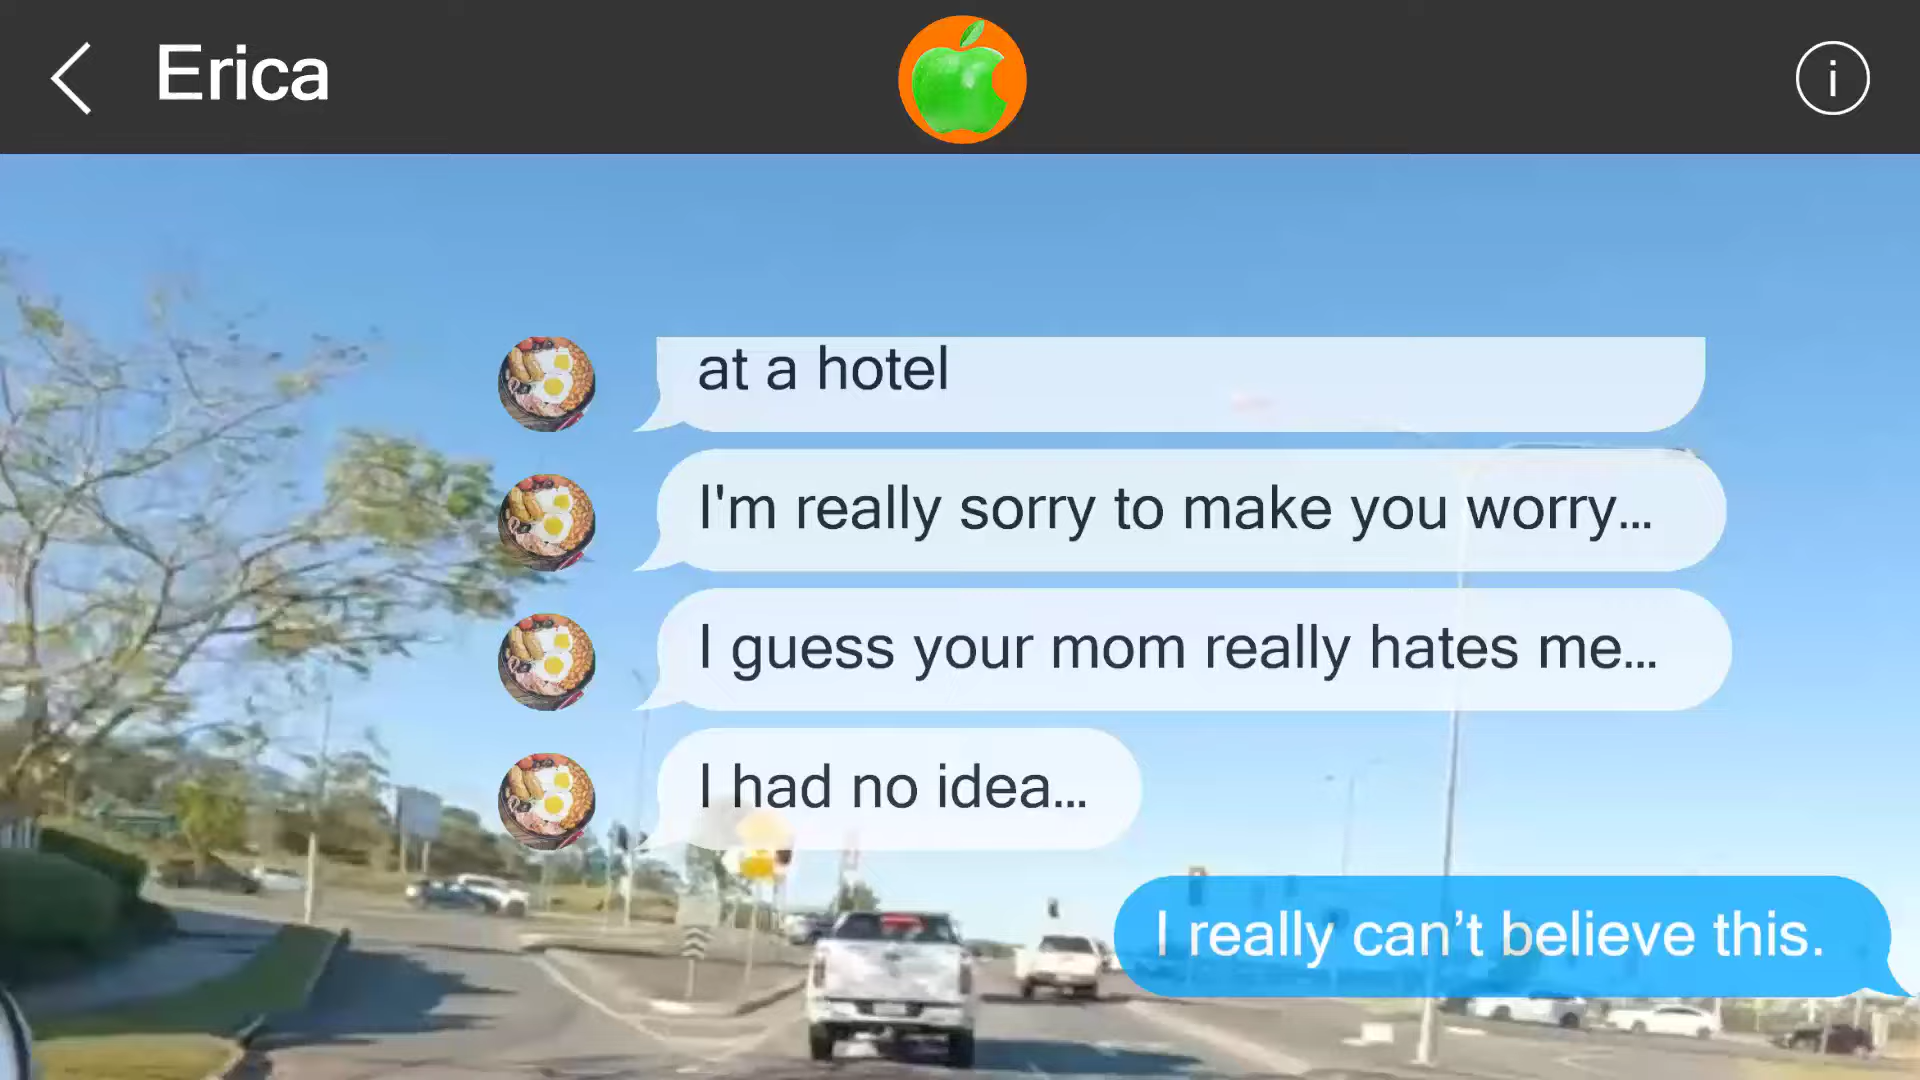 Erica
i
at a hotel
I'm really sorry to make you worry...
I guess your mom really hates me...
I had no idea...
I really can’t believe this.